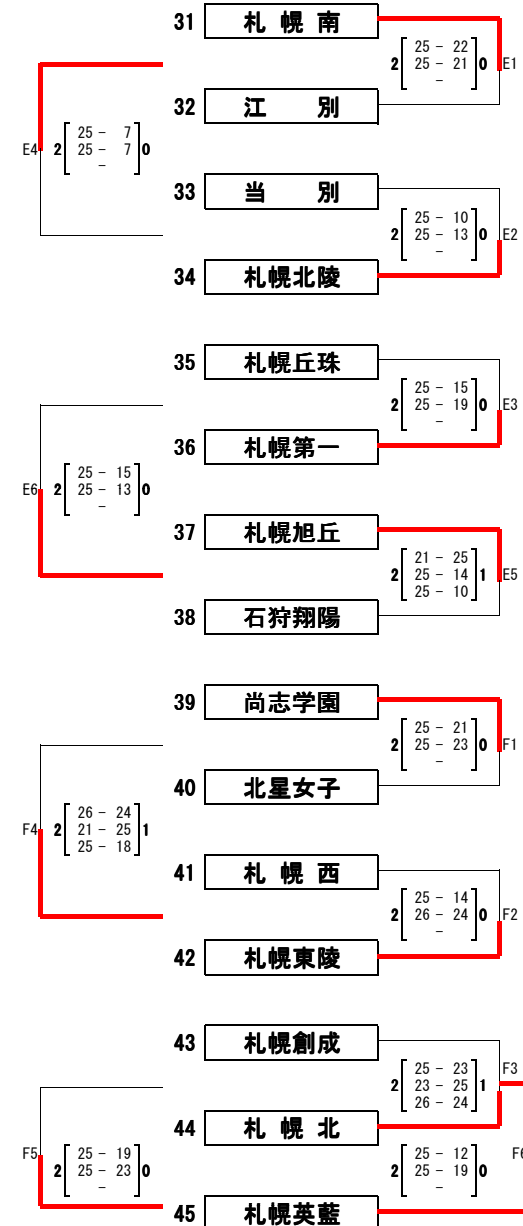 31 札 幌 南
2 25 - 22 0 E1
25 - 21
-
32 江 別
E4 2 25 - 7 0
25 - 7
-
33 当 別
2 25 - 10 0 E2
25 - 13
-
34 札幌北陵
35 札幌丘珠
2 25 - 15 0 E3
25 - 19
-
36 札幌第一
E6 2 25 - 15 0
25 - 13
-
37 札幌旭丘
2 21 - 25 1 E5
25 - 14
25 - 10
38 石狩翔陽
39 尚志学園
2 25 - 21 0 F1
25 - 23
-
40 北星女子
F4 2 26 - 24 1
21 - 25
25 - 18
41 札 幌 西
2 25 - 14 0 F2
26 - 24
-
42 札幌東陵
43 札幌創成
2 25 - 23 1 F3
23 - 25
26 - 24
44 札 幌 北
F5 2 25 - 19 0
25 - 23
-
2 25 - 12 0
25 - 19
-
45 札幌英藍